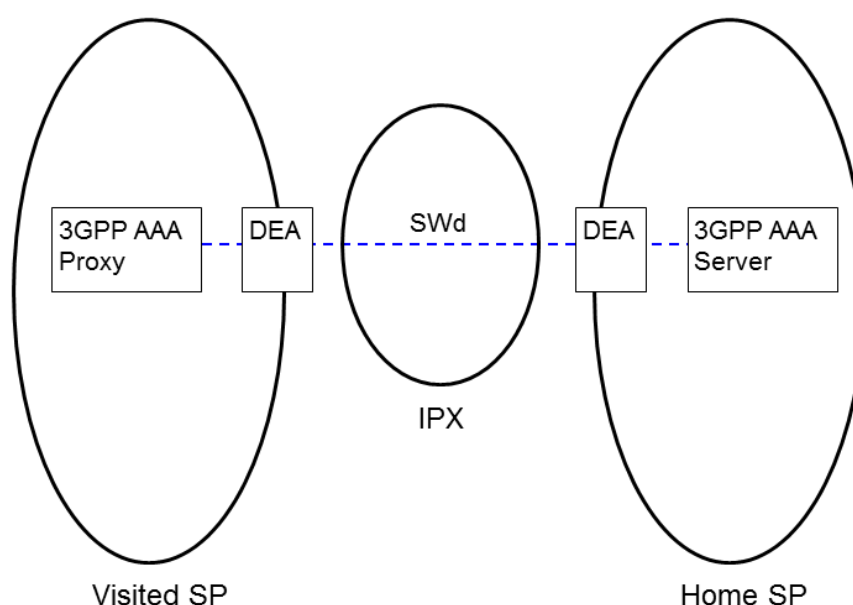 3GPP AAA
Proxy
DEA
SWd
DEA
3GPP AAA
Server
IPX
Visited SP
Home SP